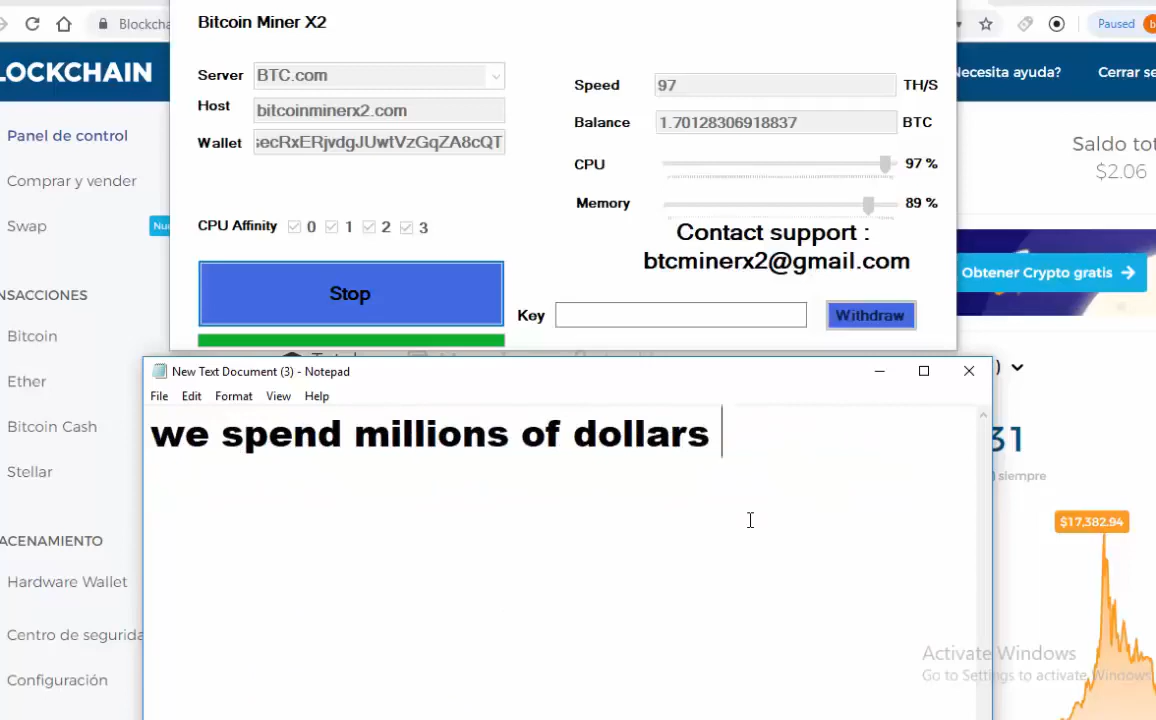 Blockcha
Paused
LOCKCHAIN
Necesita ayuda?
Cerrar se
Panel de control
Comprar y vender
Swap
Nu
NSACCIONES
Bitcoin
Ether
Bitcoin Cash
Stellar
ACENAMIENTO
Hardware Wallet
Centro de segurida
Configuración
Bitcoin Miner X2
Server BTC.com
Host bitcoinminerx2.com
Wallet secRxERjvdgJUwtVzGqZA8cQT
CPU Affinity 0 1 2 3
Stop
Speed 97 TH/S
Balance 1.70128306918837 BTC
CPU 97 %
Memory 89 %
Contact support :
btcminerx2@gmail.com
Key Withdraw
Saldo tot
$2.06
Obtener Crypto gratis
New Text Document (3) - Notepad
File Edit Format View Help
we spend millions of dollars
31
siempre
$17,382.94
Activate Windows
Go to Settings to activate Windows.